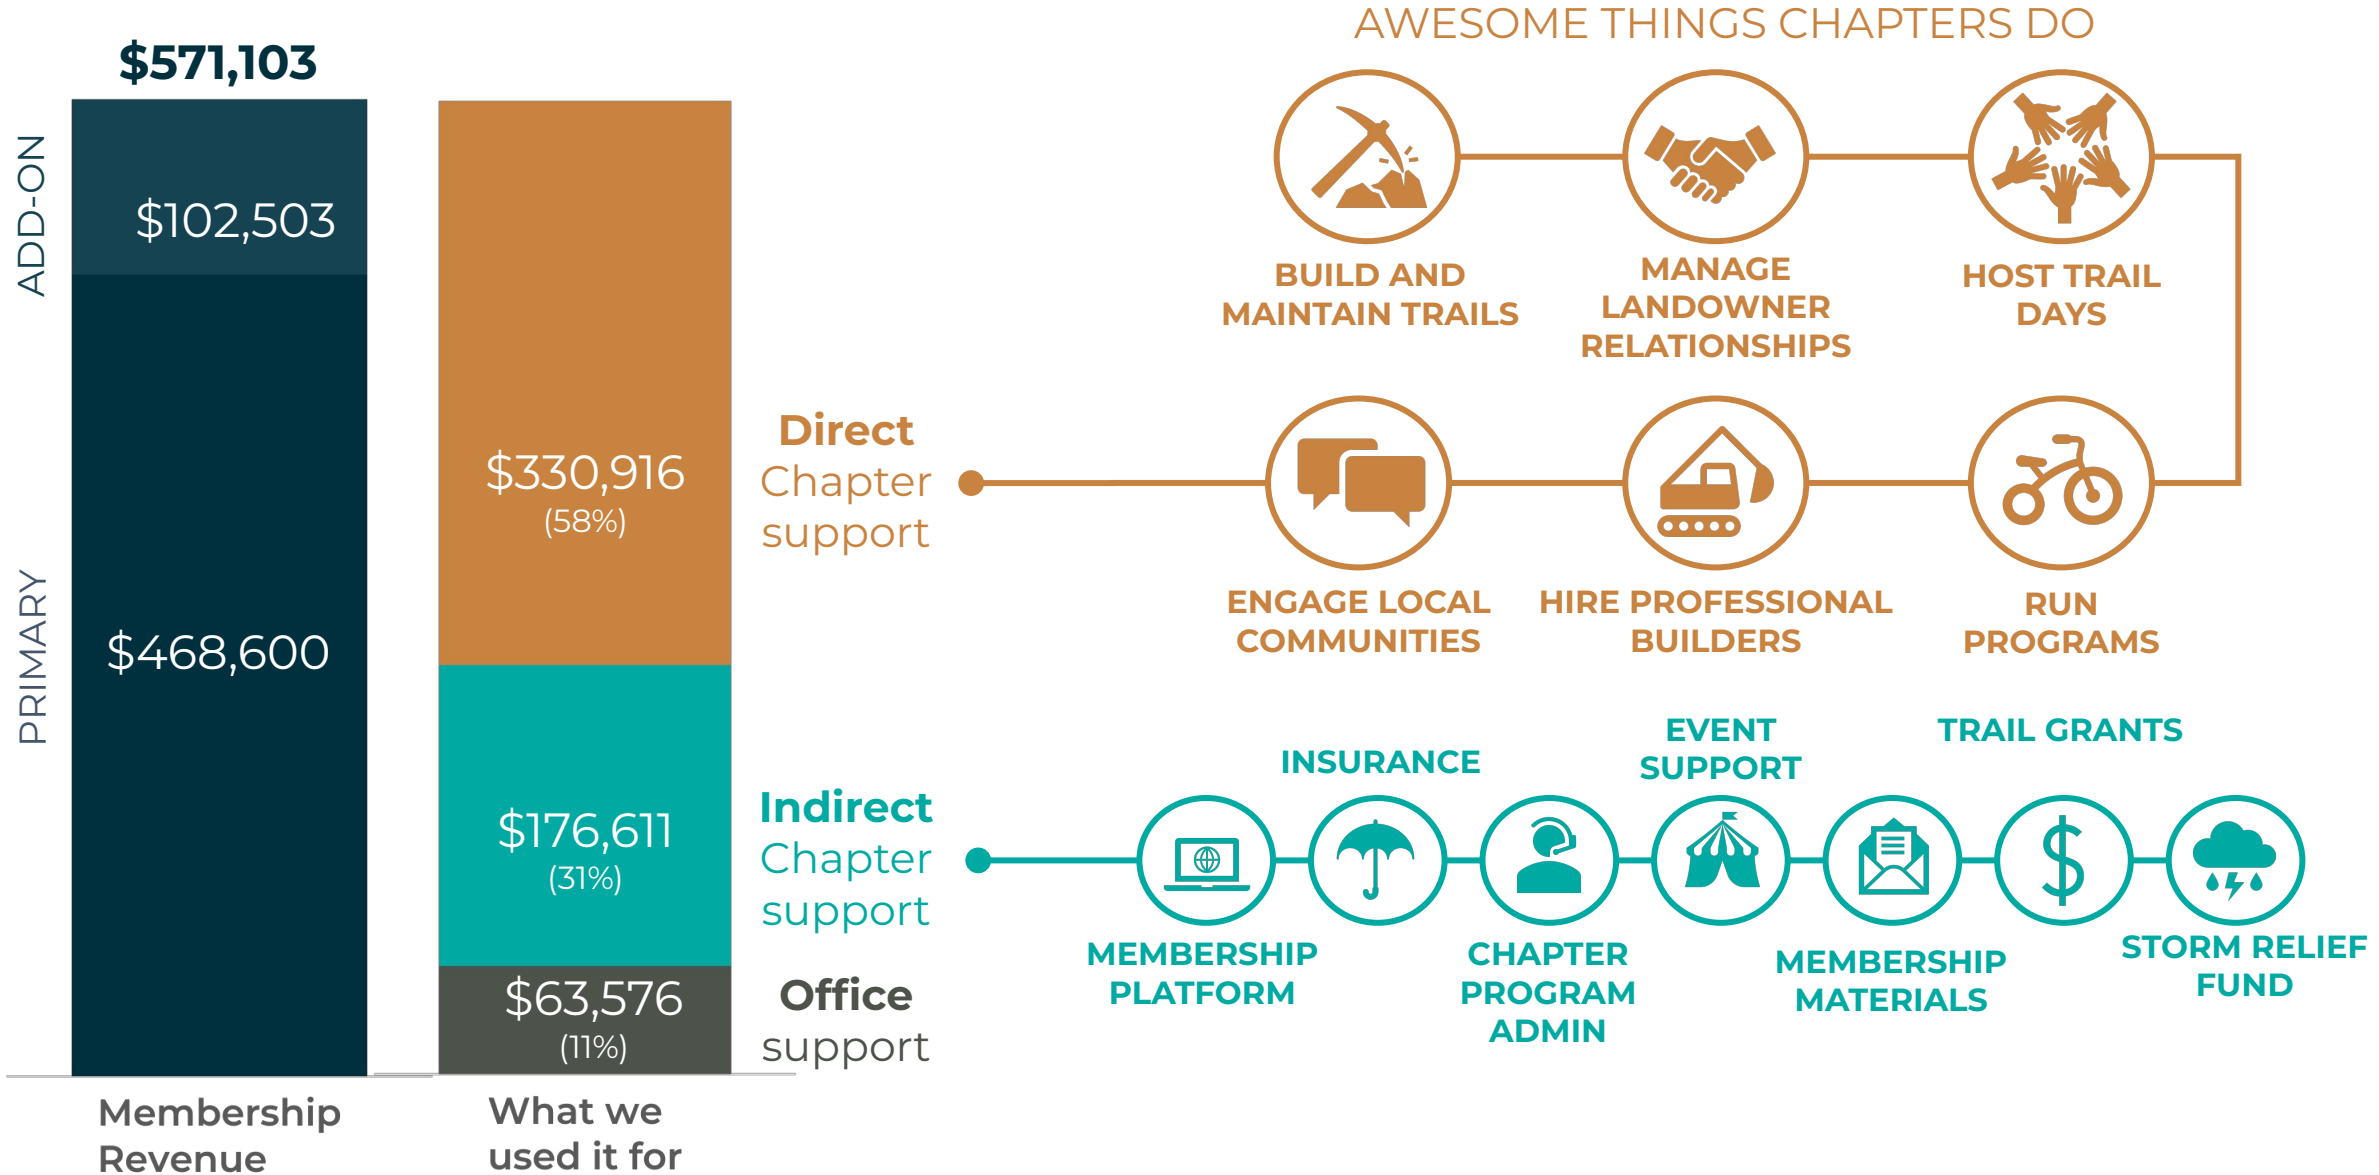 AWESOME THINGS CHAPTERS DO
$571,103
ADD-ON
$102,503
PRIMARY
$468,600
Membership
Revenue
$330,916
(58%)
$176,611
(31%)
$63,576
(11%)
What we
used it for
Direct
Chapter
support
BUILD AND
MAINTAIN TRAILS
MANAGE
LANDOWNER
RELATIONSHIPS
HOST TRAIL
DAYS
ENGAGE LOCAL
COMMUNITIES
HIRE PROFESSIONAL
BUILDERS
RUN
PROGRAMS
Indirect
Chapter
support
MEMBERSHIP
PLATFORM
INSURANCE
CHAPTER
PROGRAM
ADMIN
EVENT
SUPPORT
MEMBERSHIP
MATERIALS
TRAIL GRANTS
STORM RELIEF
FUND
Office
support